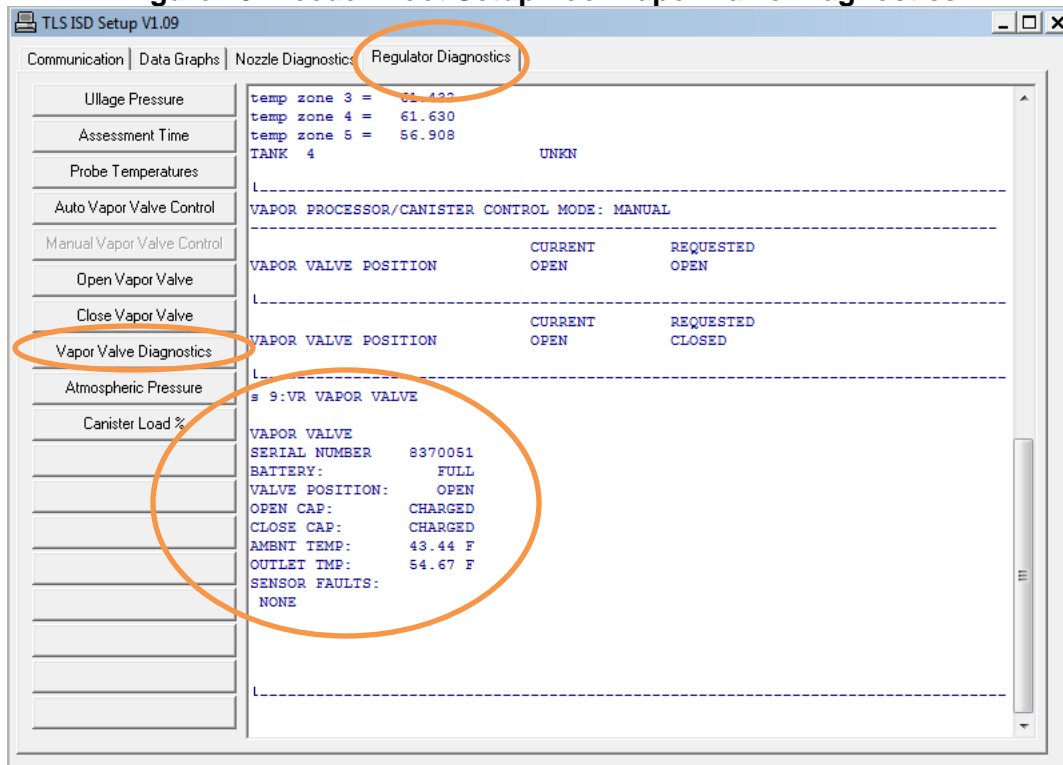 TLS ISD Setup V1.09
Communication Data Graphs Nozzle Diagnostics Regulator Diagnostics
Ullage Pressure
Assessment Time
Probe Temperatures
Auto Vapor Valve Control
Manual Vapor Valve Control
Open Vapor Valve
Close Vapor Valve
Vapor Valve Diagnostics
Atmospheric Pressure
Canister Load %
temp zone 3 =
temp zone 4 = 61.630
temp zone 5 = 56.908
TANK 4 UNKN
VAPOR PROCESSOR/CANISTER CONTROL MODE: MANUAL
CURRENT REQUESTED
VAPOR VALVE POSITION OPEN OPEN
CURRENT REQUESTED
VAPOR VALVE POSITION OPEN CLOSED
s 9:VR VAPOR VALVE
VAPOR VALVE
SERIAL NUMBER 8370051
BATTERY: FULL
VALVE POSITION: OPEN
OPEN CAP: CHARGED
CLOSE CAP: CHARGED
AMBNT TEMP: 43.44 F
OUTLET TMP: 54.67 F
SENSOR FAULTS:
NONE